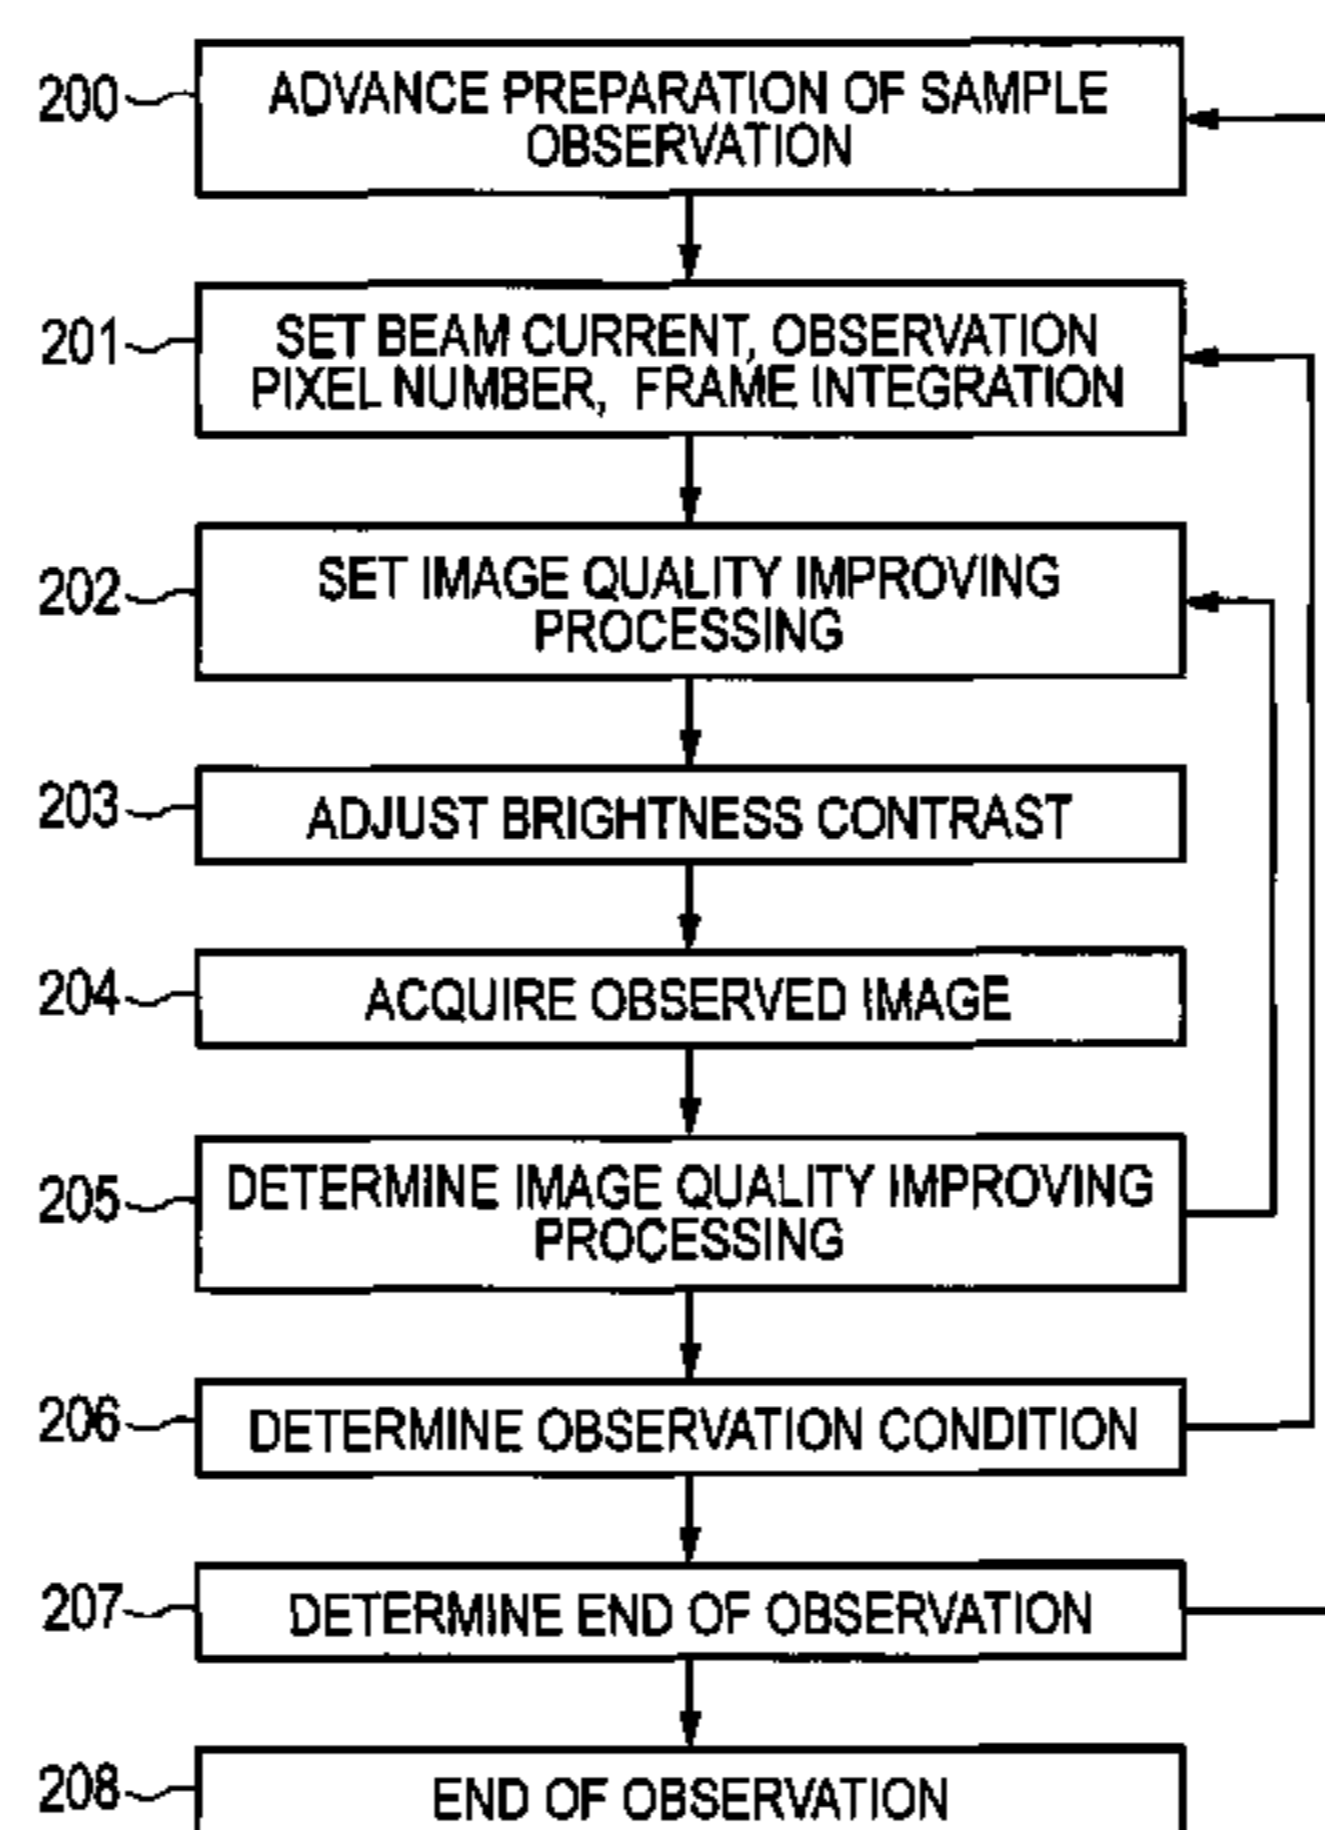 200
ADVANCE PREPARATION OF SAMPLE
OBSERVATION
201
SET BEAM CURRENT, OBSERVATION
PIXEL NUMBER, FRAME INTEGRATION
202
SET IMAGE QUALITY IMPROVING
PROCESSING
203
ADJUST BRIGHTNESS CONTRAST
204
ACQUIRE OBSERVED IMAGE
205
DETERMINE IMAGE QUALITY IMPROVING
PROCESSING
206
DETERMINE OBSERVATION CONDITION
207
DETERMINE END OF OBSERVATION
208
END OF OBSERVATION